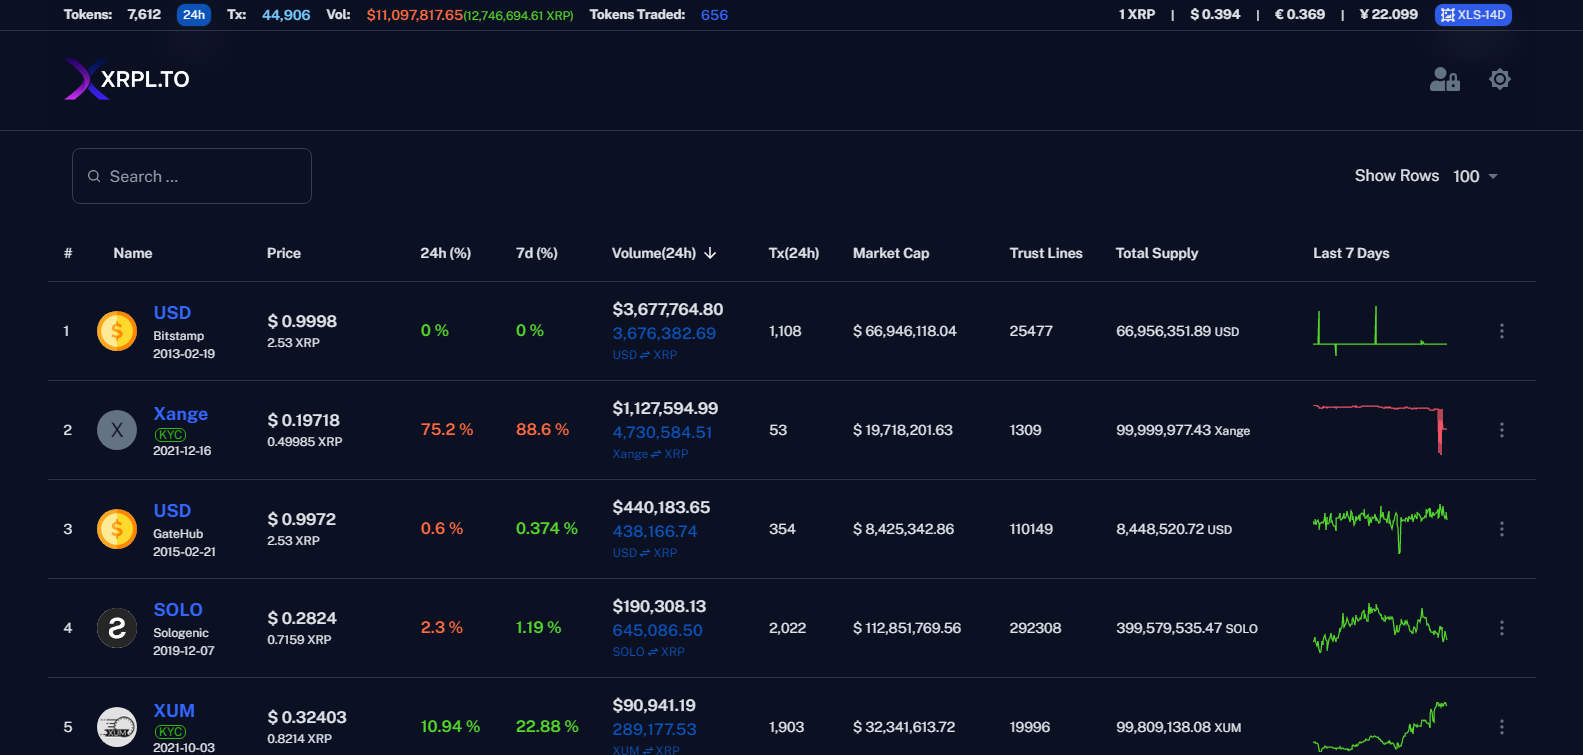 Tokens: 7,612 24h Tx: 44,906 Vol: $11,097,817.65(12,746,694.61 XRP) Tokens Traded: 656 1 XRP | $ 0.394 | € 0.369 | ¥ 22.099 XLS-14D
XRPL.TO
Search ... Show Rows 100
# Name Price 24h (%) 7d (%) Volume(24h) Tx(24h) Market Cap Trust Lines Total Supply Last 7 Days
1 USD Bitstamp 2013-02-19 $ 0.9998 2.53 XRP 0 % 0 % $3,677,764.80 3,676,382.69 USD ⇌ XRP 1,108 $ 66,946,118.04 25477 66,956,351.89 USD
2 X Xange KYC 2021-12-16 $ 0.19718 0.49985 XRP 75.2 % 88.6 % $1,127,594.99 4,730,584.51 Xange ⇌ XRP 53 $ 19,718,201.63 1309 99,999,977.43 Xange
3 USD GateHub 2015-02-21 $ 0.9972 2.53 XRP 0.6 % 0.374 % $440,183.65 438,166.74 USD ⇌ XRP 354 $ 8,425,342.86 110149 8,448,520.72 USD
4 SOLO Sologenic 2019-12-07 $ 0.2824 0.7159 XRP 2.3 % 1.19 % $190,308.13 645,086.50 SOLO ⇌ XRP 2,022 $ 112,851,769.56 292308 399,579,535.47 SOLO
5 XUM XUM KYC 2021-10-03 $ 0.32403 0.8214 XRP 10.94 % 22.88 % $90,941.19 289,177.53 XUM ⇌ XRP 1,903 $ 32,341,613.72 19996 99,809,138.08 XUM